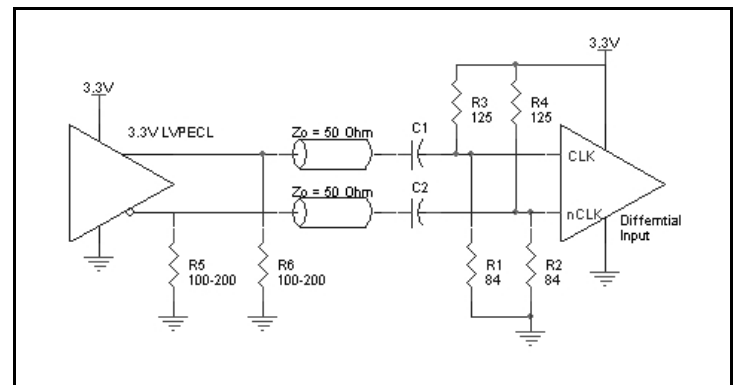 3.3V
3.3V
R3
125
R4
125
3.3V LVPECL
Zo = 50 Ohm
C1
CLK
Zo = 50 Ohm
C2
nCLK
Differntial
Input
R5
100-200
R6
100-200
R1
84
R2
84